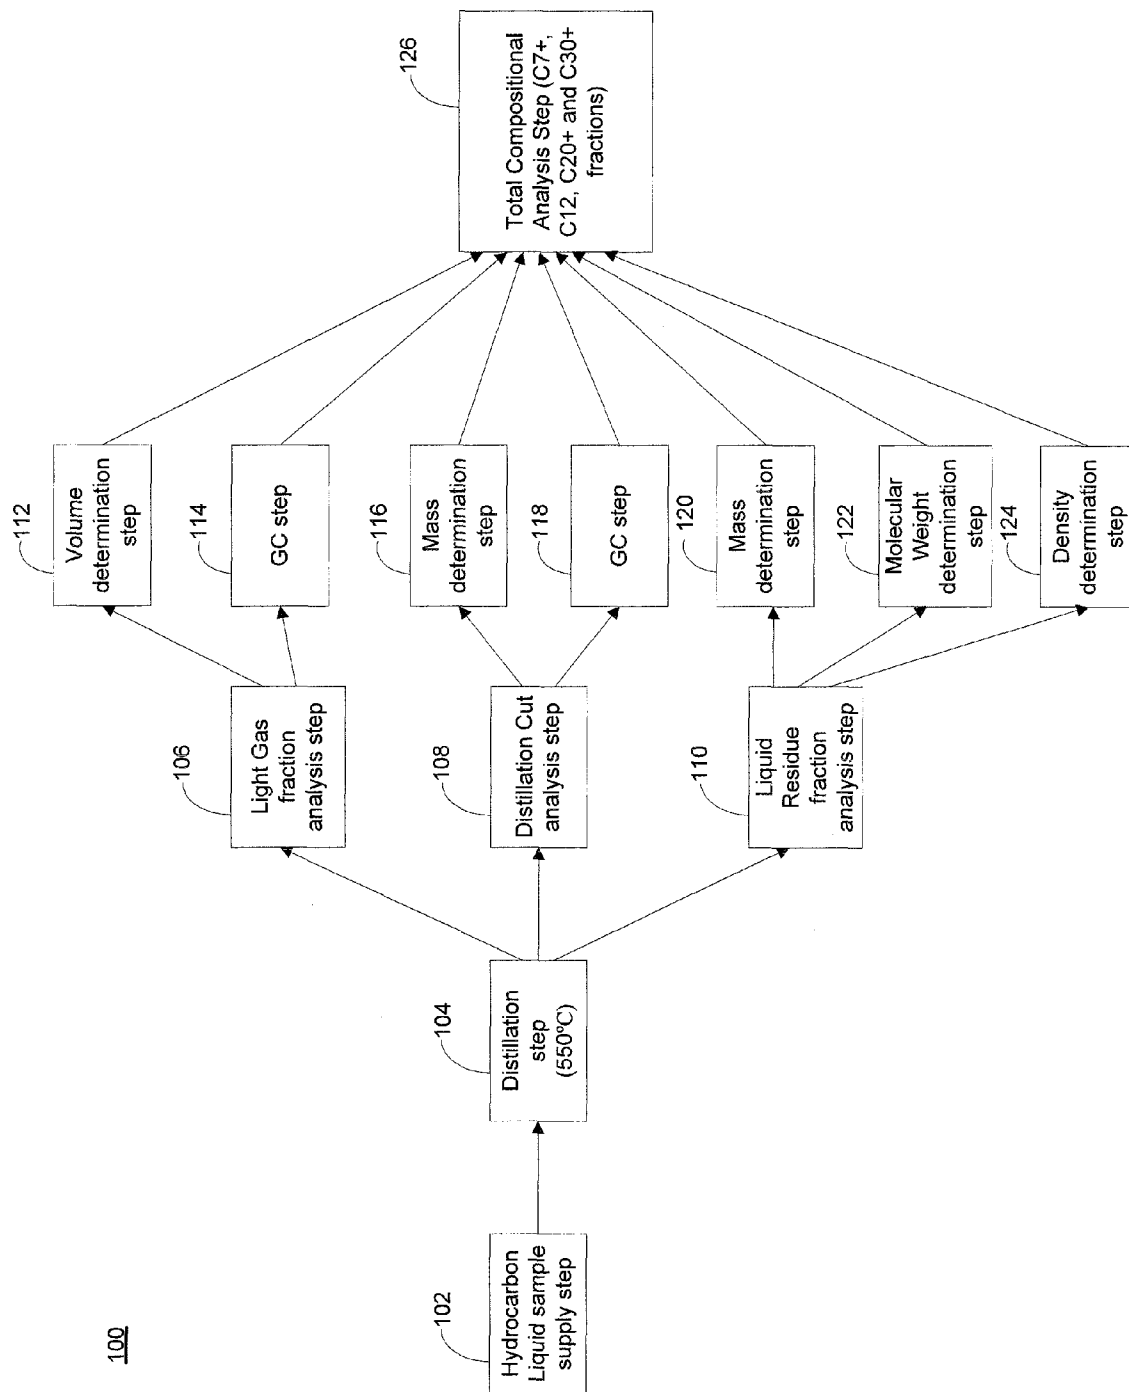 100
102
Hydrocarbon
Liquid sample
supply step
104
Distillation
step
(550ºC)
106
Light Gas
fraction
analysis step
108
Distillation Cut
analysis step
110
Liquid
Residue
fraction
analysis step
112
Volume
determination
step
114
GC step
116
Mass
determination
step
118
GC step
120
Mass
determination
step
122
Molecular
Weight
determination
step
124
Density
determination
step
126
Total Compositional
Analysis Step (C7+,
C12, C20+ and C30+
fractions)